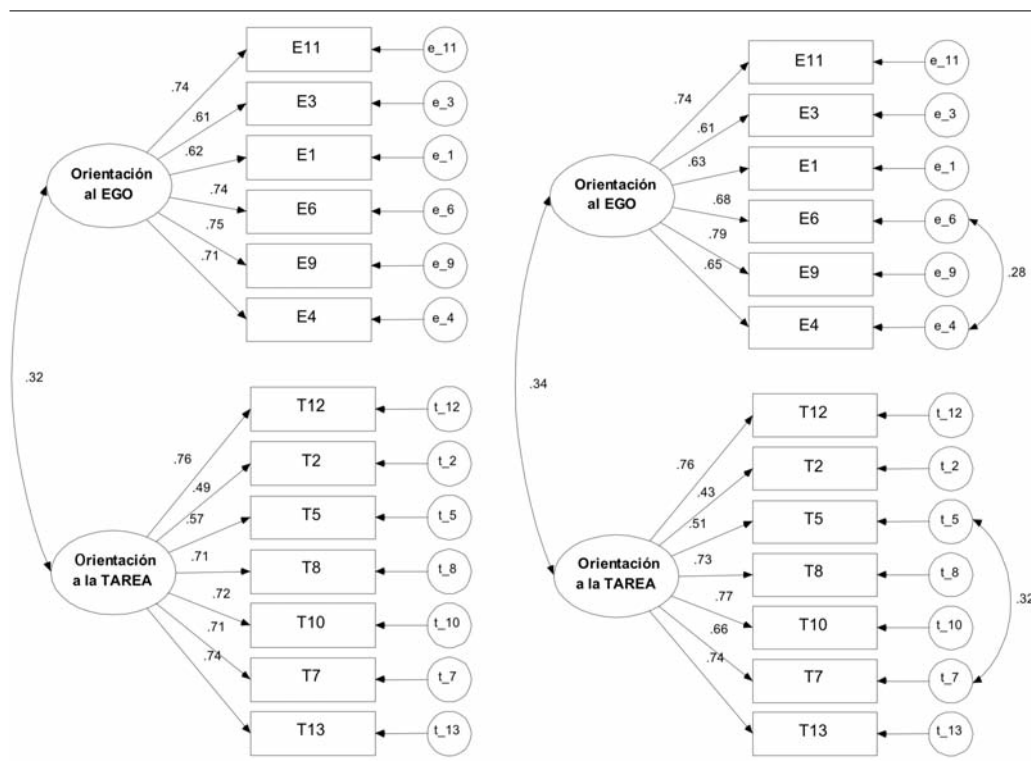 E11
e_11
.74
E3
e_3
.61
E1
e_1
.62
Orientación
al EGO
E6
e_6
.74
E9
e_9
.75
E4
e_4
.71
.32
T12
t_12
.76
T2
t_2
.49
T5
t_5
.57
Orientación
a la TAREA
T8
t_8
.71
T10
t_10
.72
T7
t_7
.71
T13
t_13
.74
E11
e_11
.74
E3
e_3
.61
E1
e_1
.63
Orientación
al EGO
E6
e_6
.68
E9
e_9
.79
E4
e_4
.65
.28
.34
T12
t_12
.76
T2
t_2
.43
T5
t_5
.51
Orientación
a la TAREA
T8
t_8
.73
T10
t_10
.77
T7
t_7
.66
T13
t_13
.74
.32